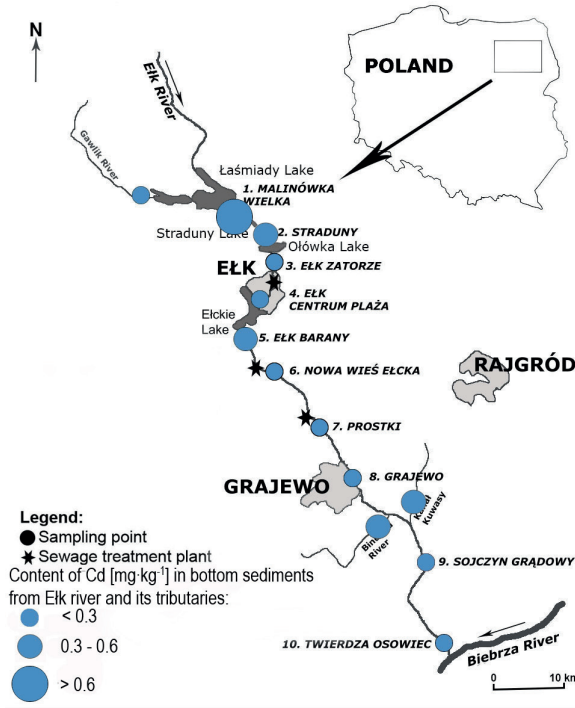 N
POLAND
Ełk River
Gawlik River
Łaśmiady Lake
1. MALINÓWKA
WIELKA
Straduny Lake
2. STRADUNY
Ołówka Lake
3. EŁK ZATORZE
EŁK
4. EŁK
CENTRUM PLAŻA
Ełckie
Lake
5. EŁK BARANY
6. NOWA WIEŚ EŁCKA
RAJGRÓD
7. PROSTKI
8. GRAJEWO
GRAJEWO
Kuwasy
River
9. SOJCZYN GRĄDOWY
Legend:
Sampling point
Sewage treatment plant
Content of Cd [mg·kg⁻¹] in bottom sediments
from Ełk river and its tributaries:
< 0.3
0.3 - 0.6
> 0.6
10. TWIERDZA OSOWIEC
Biebrza River
0 10 km